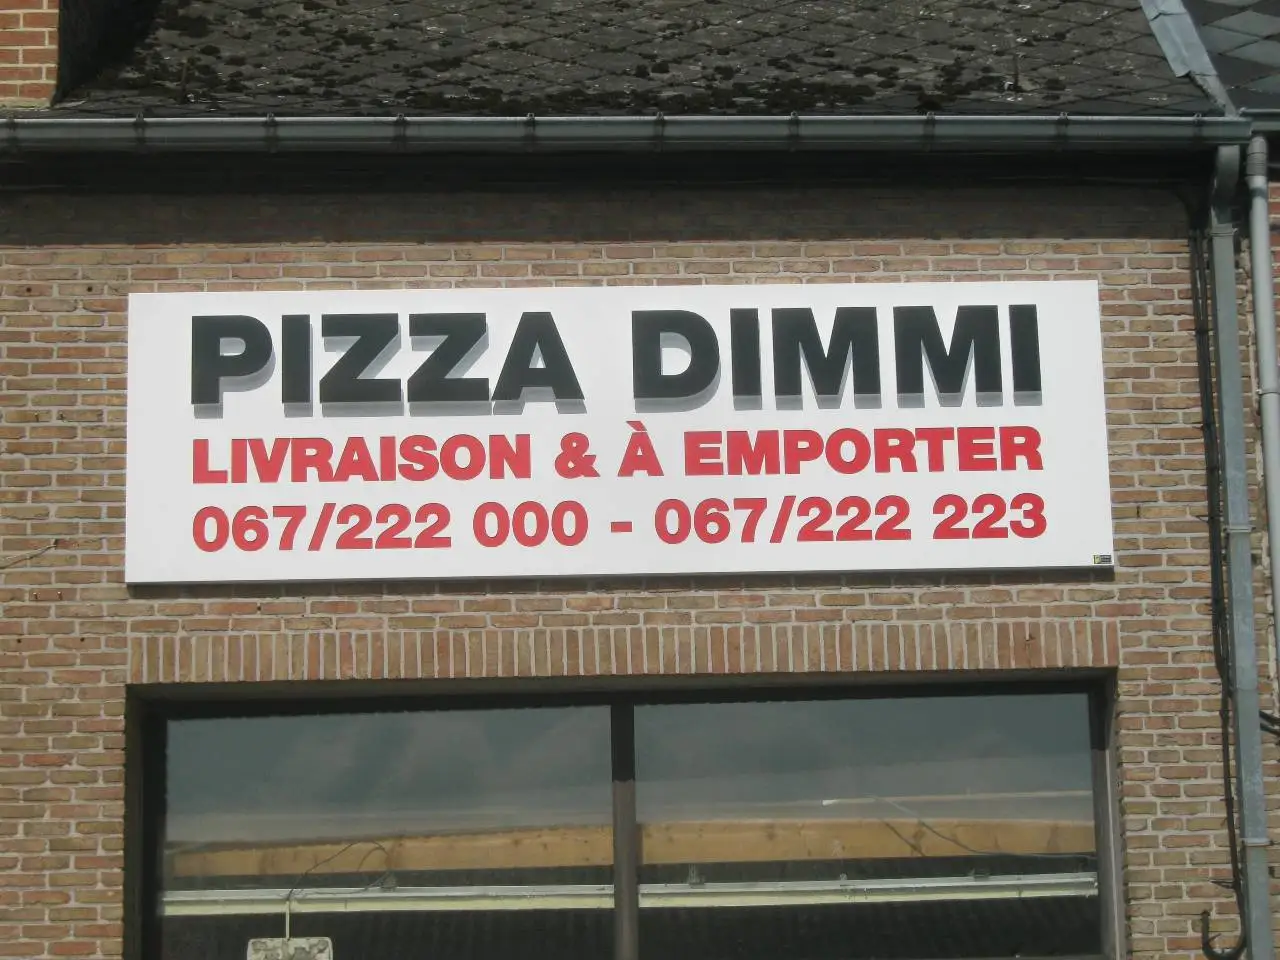 PIZZA DIMMI
LIVRAISON & À EMPORTER
067/222 000 - 067/222 223